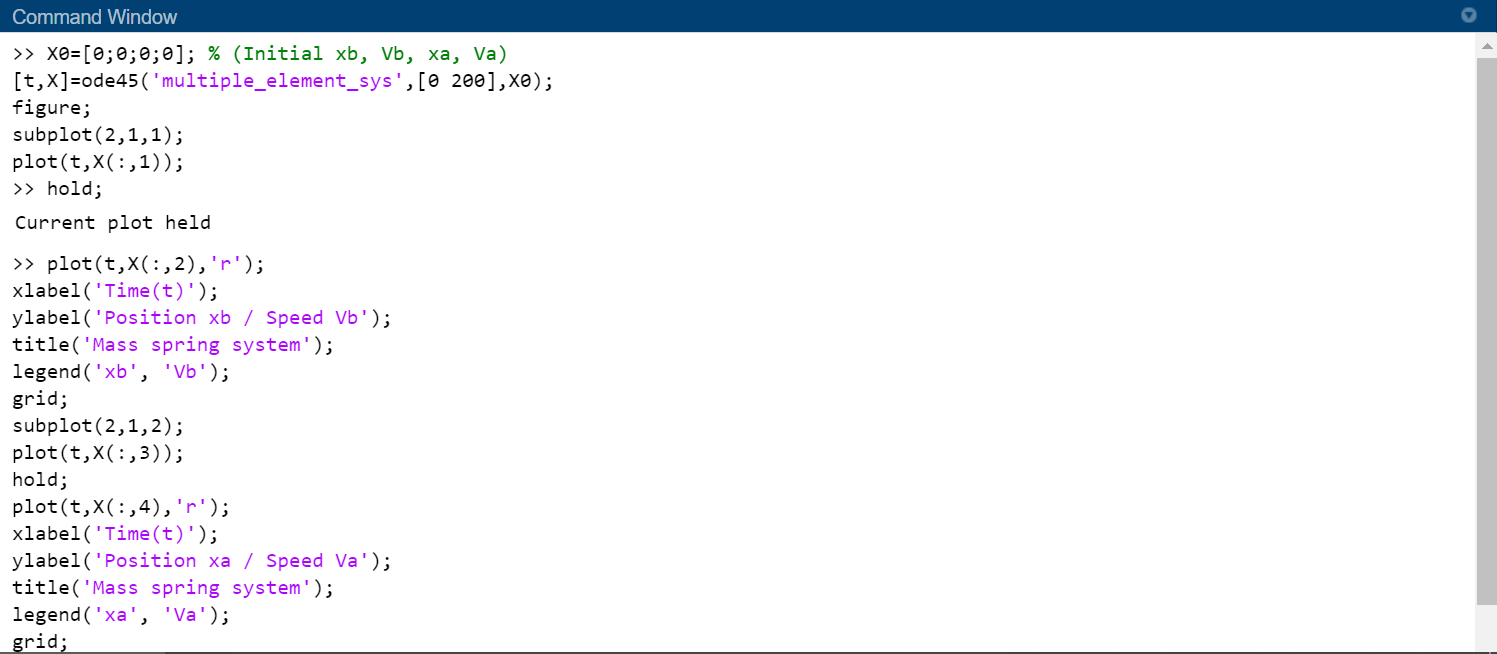 Command Window
>> X0=[0;0;0;0]; % (Initial xb, Vb, xa, Va)
[t,X]=ode45('multiple_element_sys',[0 200],X0);
figure;
subplot(2,1,1);
plot(t,X(:,1));
>> hold;
Current plot held
>> plot(t,X(:,2),'r');
xlabel('Time(t)');
ylabel('Position xb / Speed Vb');
title('Mass spring system');
legend('xb', 'Vb');
grid;
subplot(2,1,2);
plot(t,X(:,3));
hold;
plot(t,X(:,4),'r');
xlabel('Time(t)');
ylabel('Position xa / Speed Va');
title('Mass spring system');
legend('xa', 'Va');
grid;